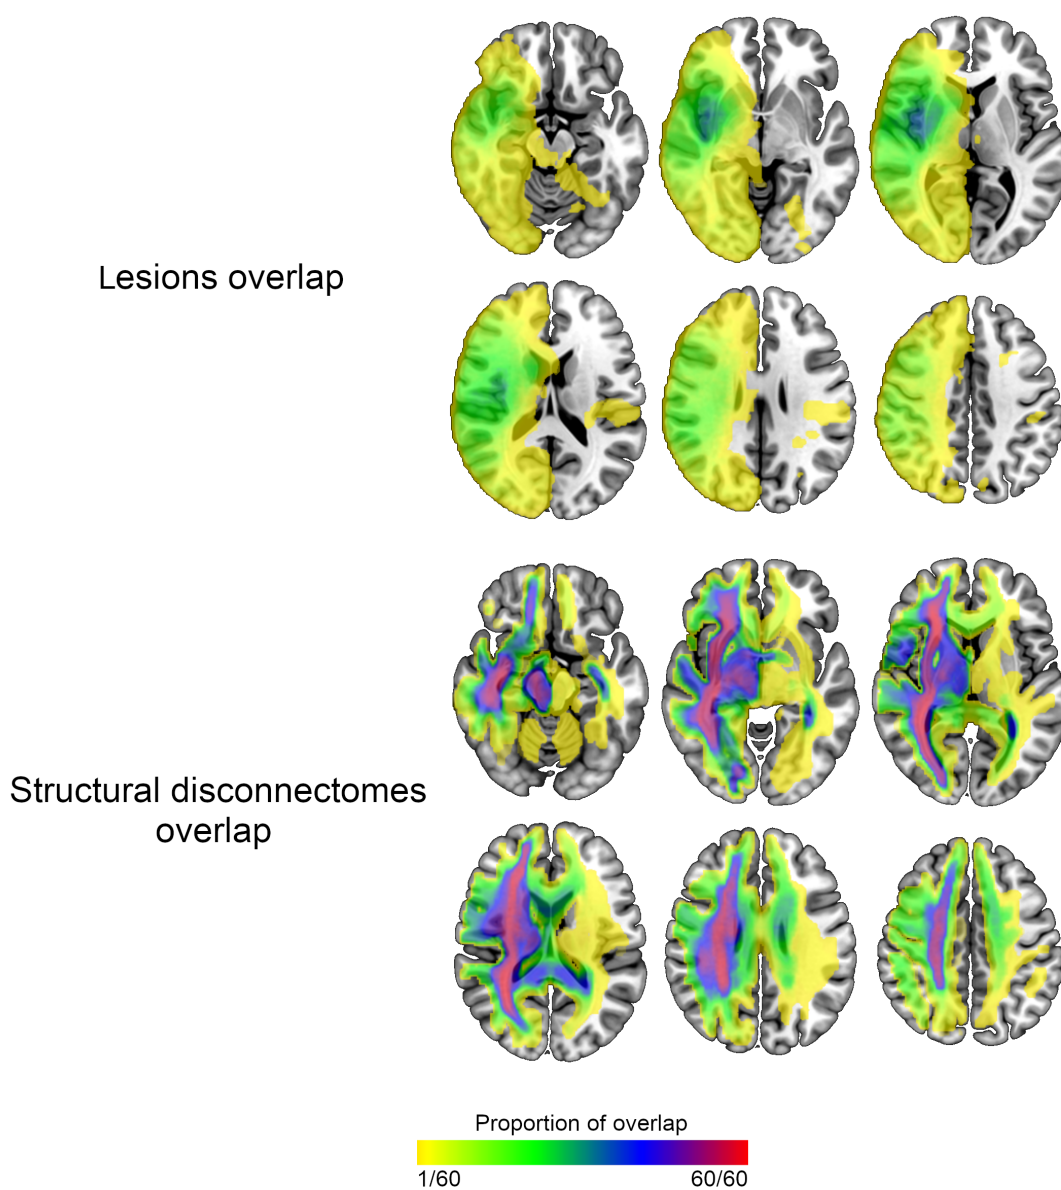 Lesions overlap
Structural disconnectomes
overlap
Proportion of overlap
1/60 60/60